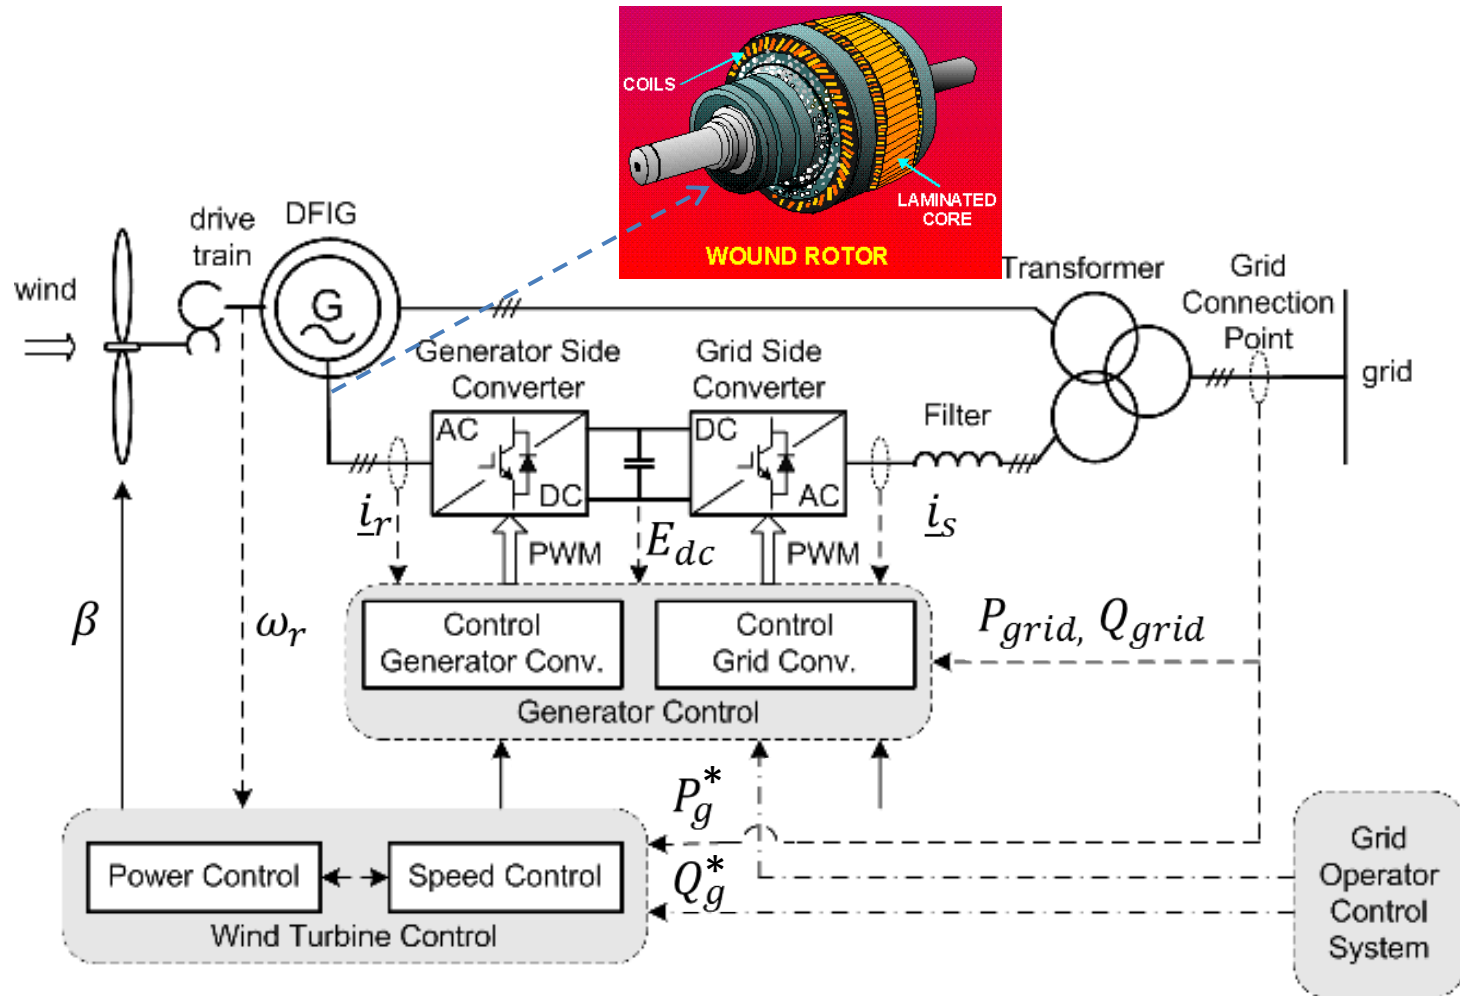 COILS
LAMINATED
CORE
WOUND ROTOR
drive
train
DFIG
G
wind
Transformer
Grid
Connection
Point
grid
Generator Side
Converter
Grid Side
Converter
Filter
AC
DC
DC
AC
i_r
PWM
E_dc
PWM
i_s
β
ω_r
Control
Generator Conv.
Control
Grid Conv.
Generator Control
P_grid, Q_grid
P_g^*
Q_g^*
Power Control
Speed Control
Wind Turbine Control
Grid
Operator
Control
System